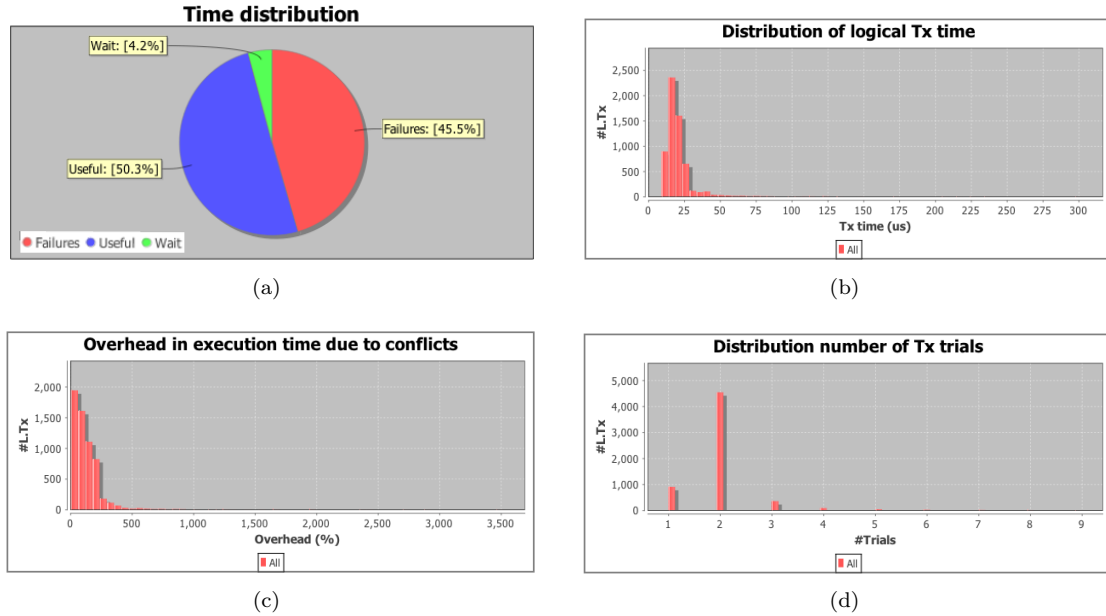 Time distribution
Wait: [4.2%]
Failures: [45.5%]
Useful: [50.3%]
Failures Useful Wait
(a)
Distribution of logical Tx time
#L.Tx
2,500
2,000
1,500
1,000
500
0
0 25 50 75 100 125 150 175 200 225 250 275 300
Tx time (us)
All
(b)
Overhead in execution time due to conflicts
#L.Tx
2,000
1,500
1,000
500
0
0 500 1,000 1,500 2,000 2,500 3,000 3,500
Overhead (%)
All
(c)
Distribution number of Tx trials
#L.Tx
5,000
4,000
3,000
2,000
1,000
0
1 2 3 4 5 6 7 8 9
#Trials
All
(d)